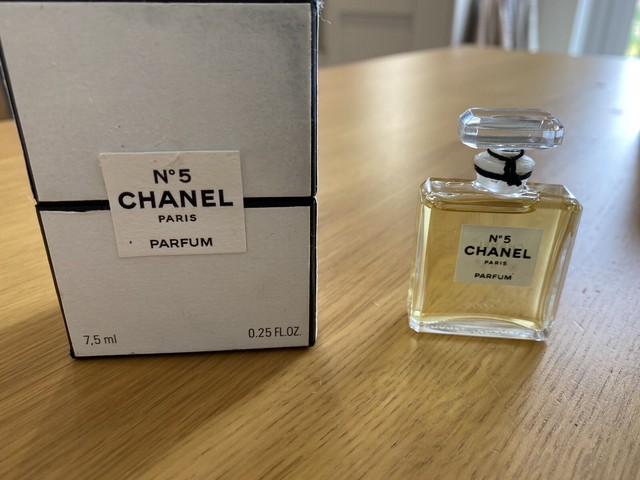 N°5
CHANEL
PARIS
PARFUM
7,5 ml
0.25 FL.OZ.
N°5
CHANEL
PARIS
PARFUM